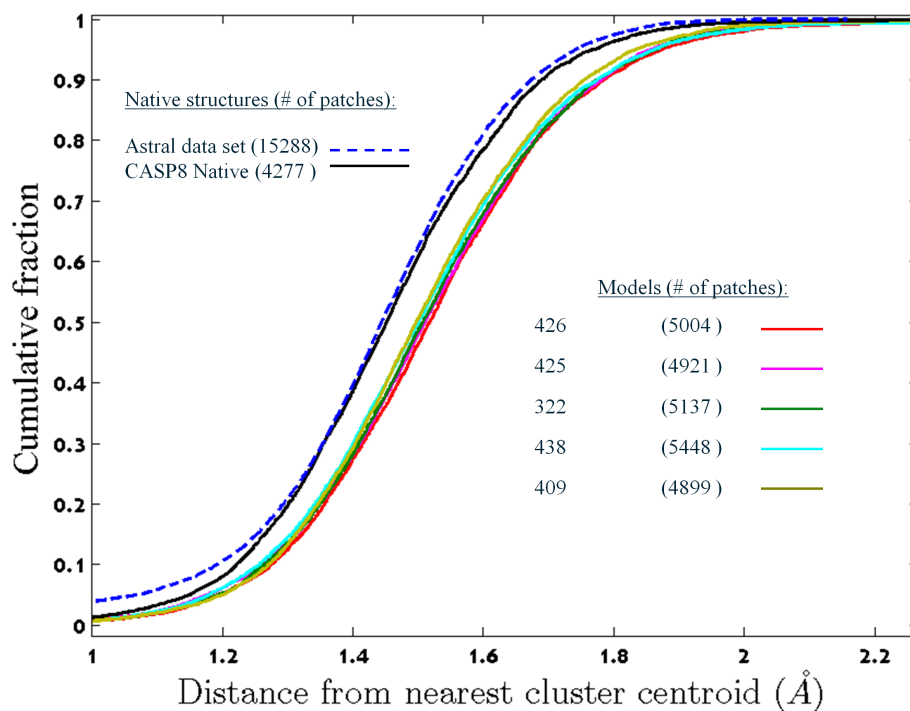 1
0.9
0.8
0.7
0.6
0.5
0.4
0.3
0.2
0.1
0
Cumulative fraction
Native structures (# of patches):
Astral data set (15288)
CASP8 Native (4277 )
Models (# of patches):
426 (5004 )
425 (4921 )
322 (5137 )
438 (5448 )
409 (4899 )
1 1.2 1.4 1.6 1.8 2 2.2
Distance from nearest cluster centroid (Å)